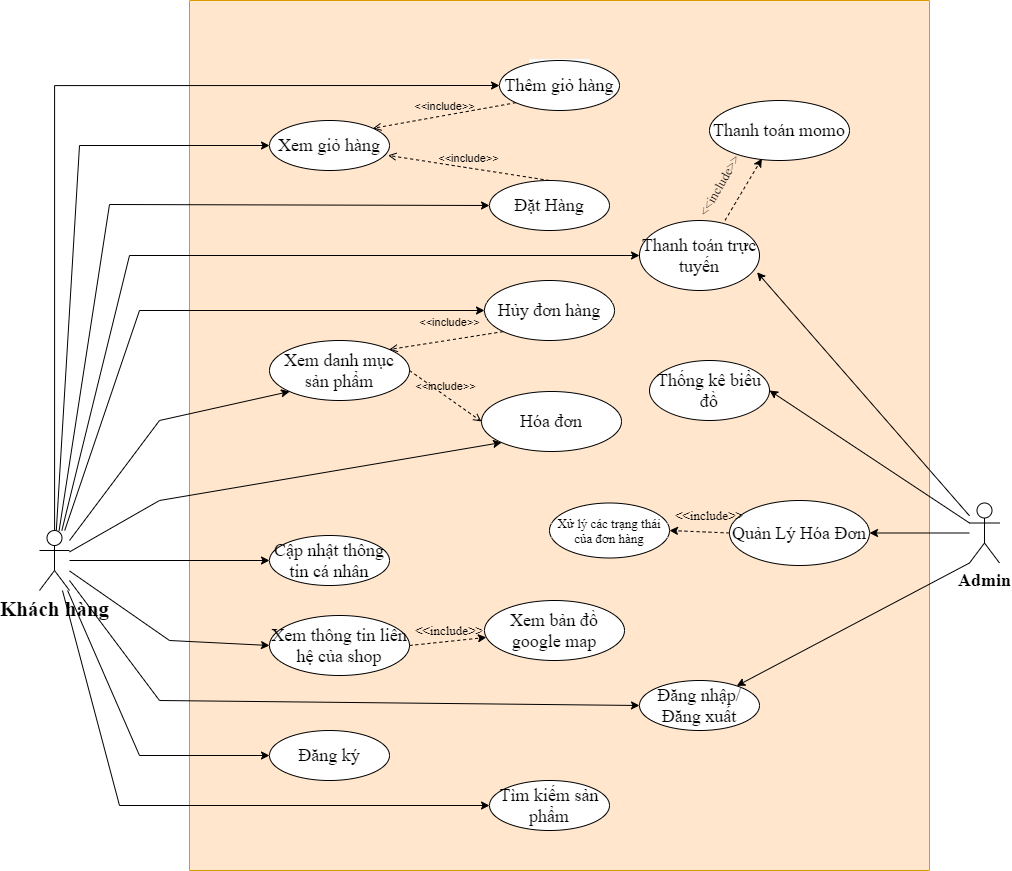 Thêm giỏ hàng
<<include>>
Thanh toán momo
Xem giỏ hàng
<<include>>
<<include>>
Đặt Hàng
Thanh toán trực
tuyến
Hủy đơn hàng
<<include>>
Xem danh mục
sản phẩm
<<include>>
Thống kê biểu
đồ
Hóa đơn
Xử lý các trạng thái
của đơn hàng
<<include>>
Quản Lý Hóa Đơn
Cập nhật thông
tin cá nhân
Admin
Khách hàng
Xem thông tin liên
hệ của shop
<<include>>
Xem bản đồ
google map
Đăng nhập/
Đăng xuất
Đăng ký
Tìm kiếm sản
phẩm